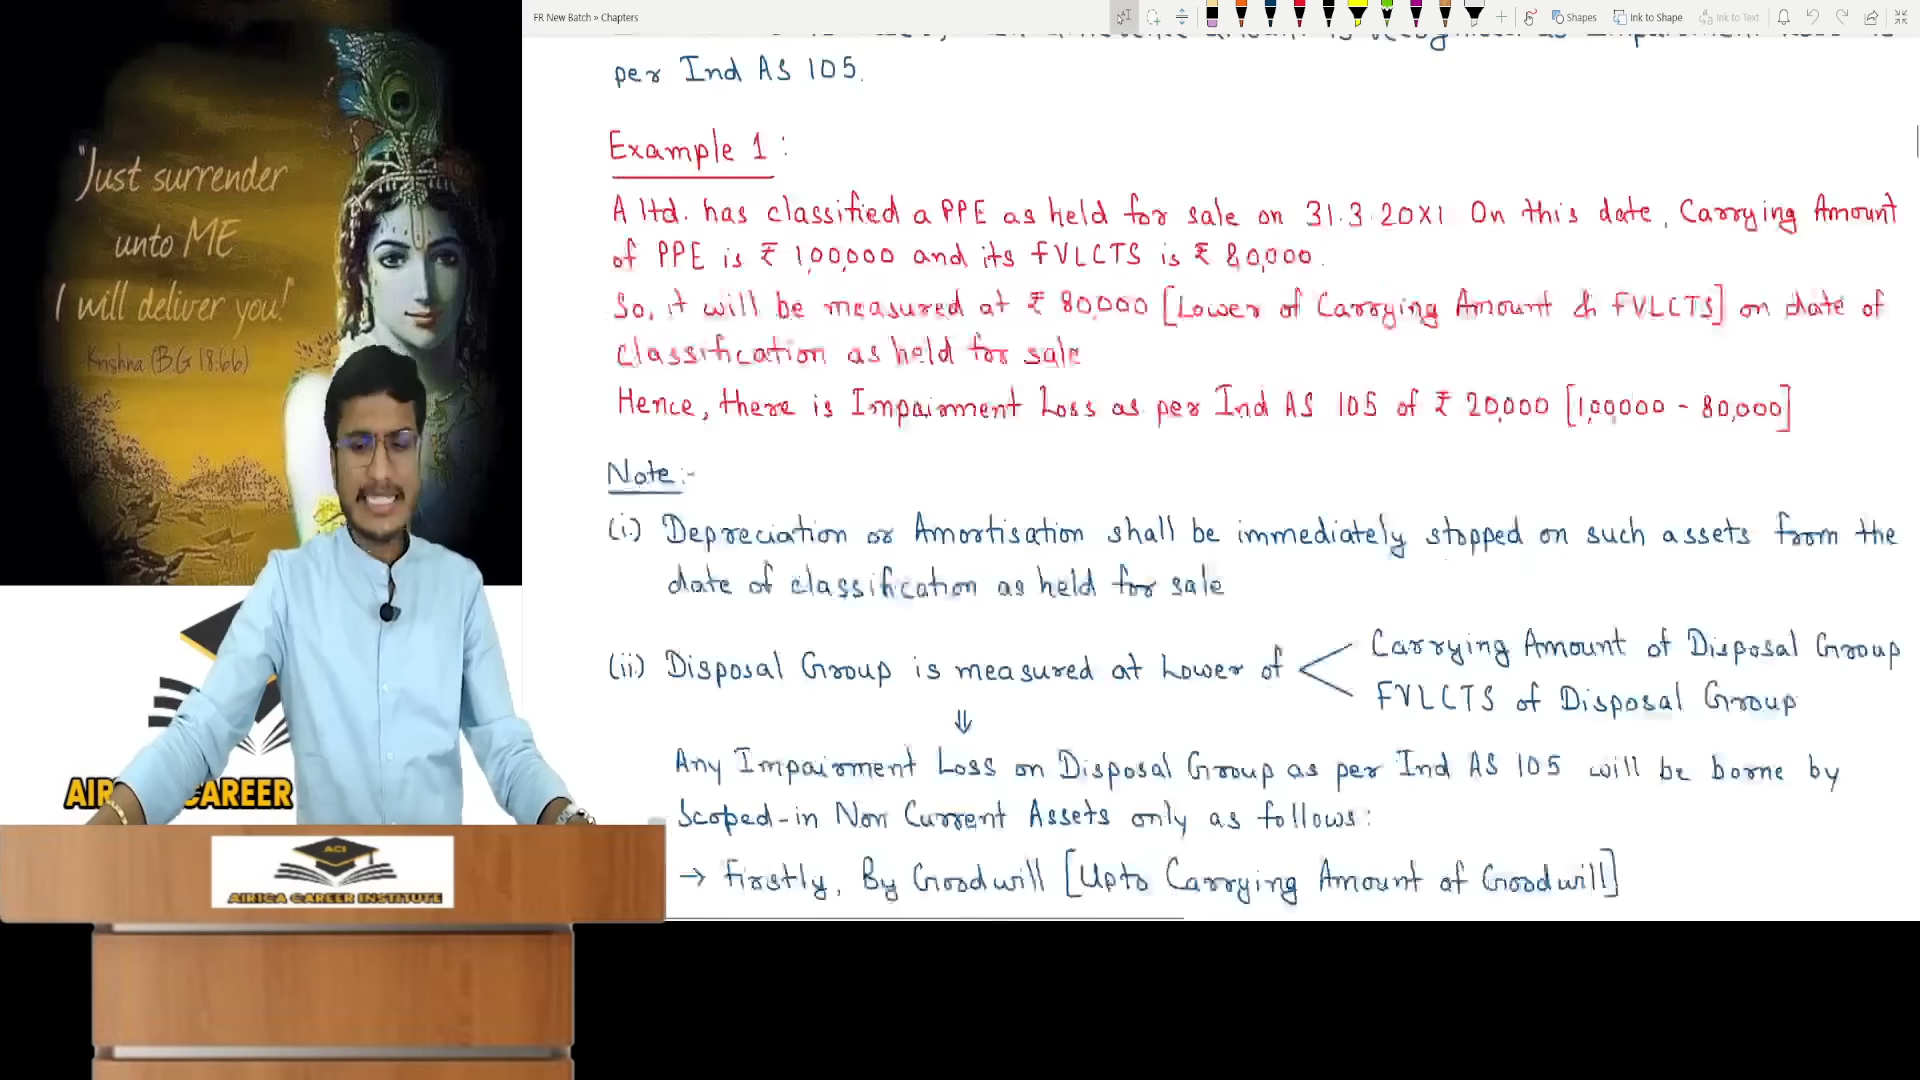 FR New Batch » Chapters
Shapes
Ink to Shape
Ink to Text
per Ind AS 105.
Example 1 :
A ltd. has classified a PPE as held for sale on 31.3.20X1 On this date, Carrying Amount
of PPE is ₹ 1,00,000 and its FVLCTS is ₹ 80,000.
So, it will be measured at ₹ 80,000 [Lower of Carrying Amount & FVLCTS] on date of
classification as held for sale
Hence, there is Impairment Loss as per Ind AS 105 of ₹ 20,000 [1,00,000 - 80,000]
Note :-
(i) Depreciation or Amortisation shall be immediately stopped on such assets from the
date of classification as held for sale
(ii) Disposal Group is measured at Lower of
Carrying Amount of Disposal Group
FVLCTS of Disposal Group
⇓
Any Impairment Loss on Disposal Group as per Ind AS 105 will be borne by
Scoped-in Non Current Assets only as follows :
→ Firstly, By Goodwill [Upto Carrying Amount of Goodwill]
"Just surrender
unto ME
I will deliver you!"
- Krishna (B.G 18:66)
CAREER
ACI
AIRICA CAREER INSTITUTE